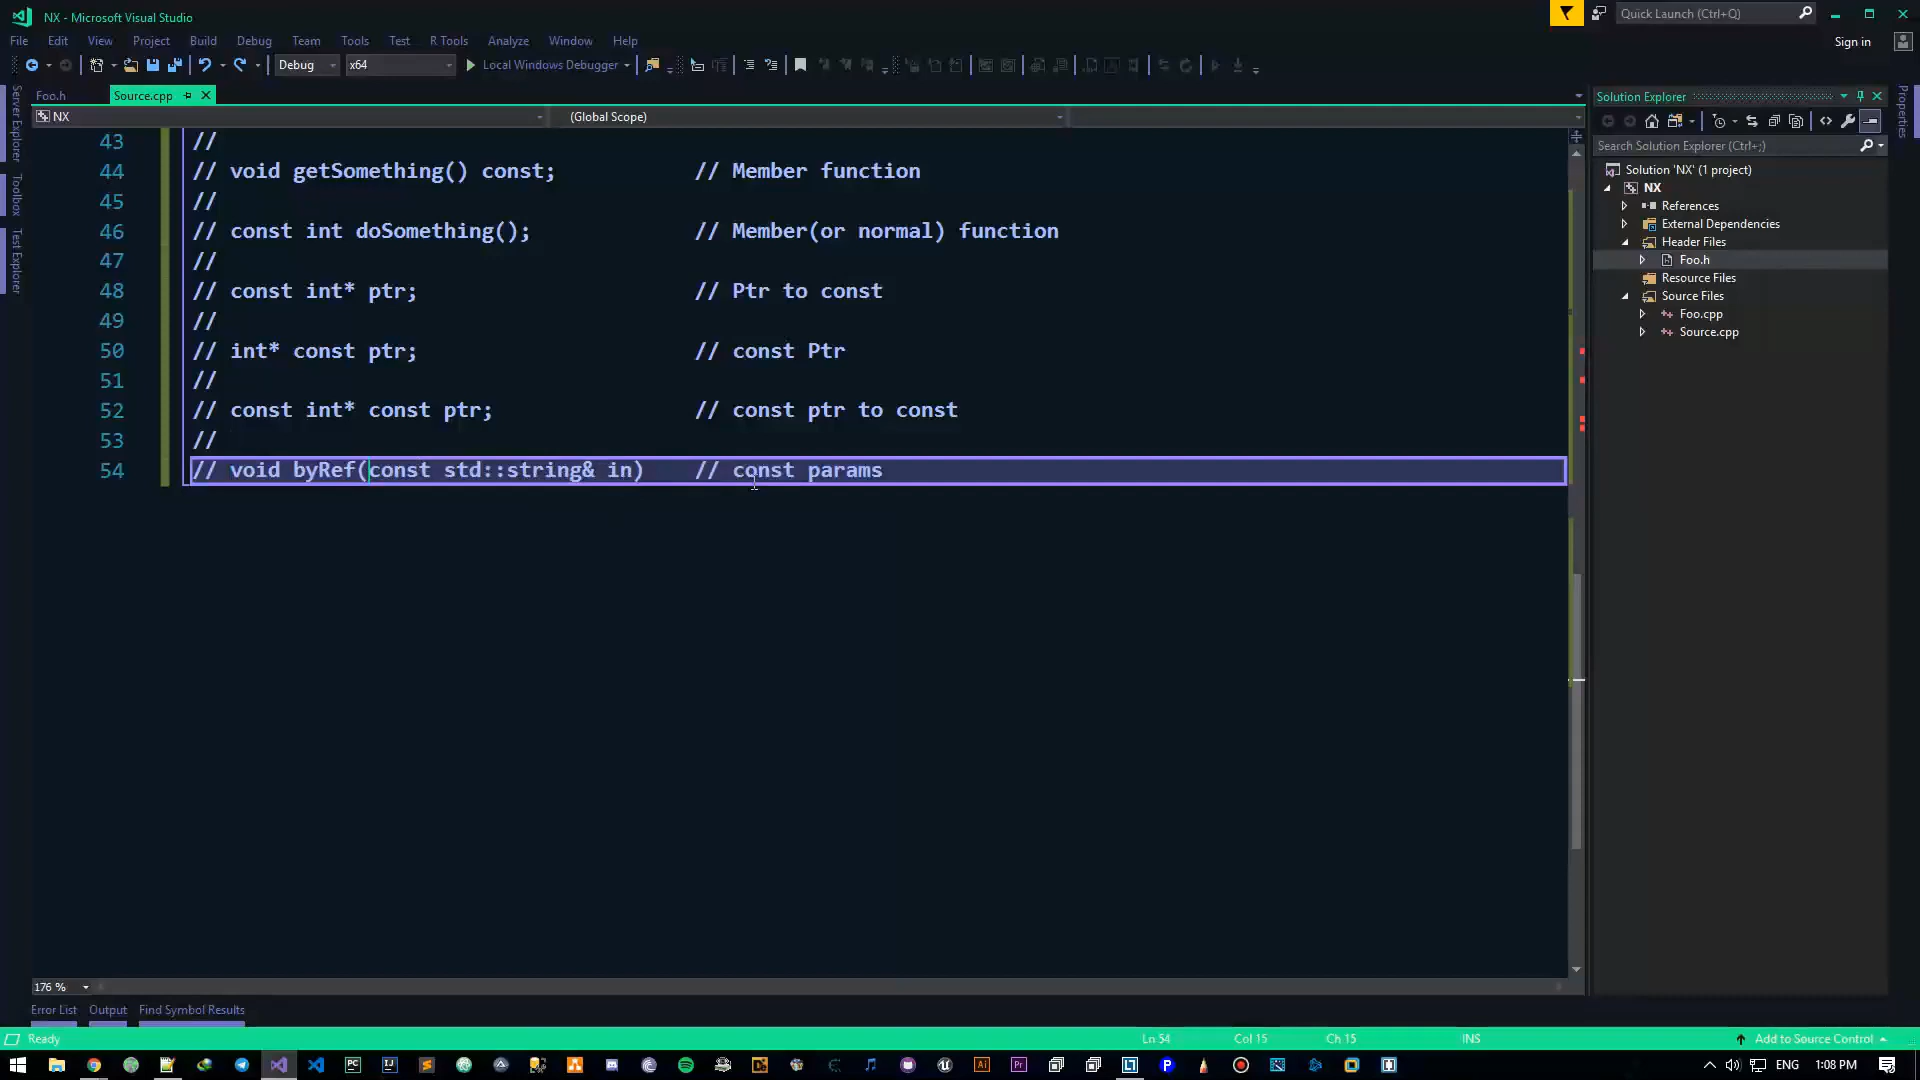 NX - Microsoft Visual Studio
Quick Launch (Ctrl+Q)
File Edit View Project Build Debug Team Tools Test R Tools Analyze Window Help
Sign in
Debug x64 Local Windows Debugger
Foo.h Source.cpp
Solution Explorer
NX (Global Scope)
Server Explorer
Toolbox
Test Explorer
Properties
Search Solution Explorer (Ctrl+;)
Solution 'NX' (1 project)
NX
References
External Dependencies
Header Files
Foo.h
Resource Files
Source Files
Foo.cpp
Source.cpp
43 //
44 // void getSomething() const; // Member function
45 //
46 // const int doSomething(); // Member(or normal) function
47 //
48 // const int* ptr; // Ptr to const
49 //
50 // int* const ptr; // const Ptr
51 //
52 // const int* const ptr; // const ptr to const
53 //
54 // void byRef(const std::string& in) // const params
176 %
Error List Output Find Symbol Results
Ready Ln 54 Col 15 Ch 15 INS Add to Source Control
ENG 1:08 PM